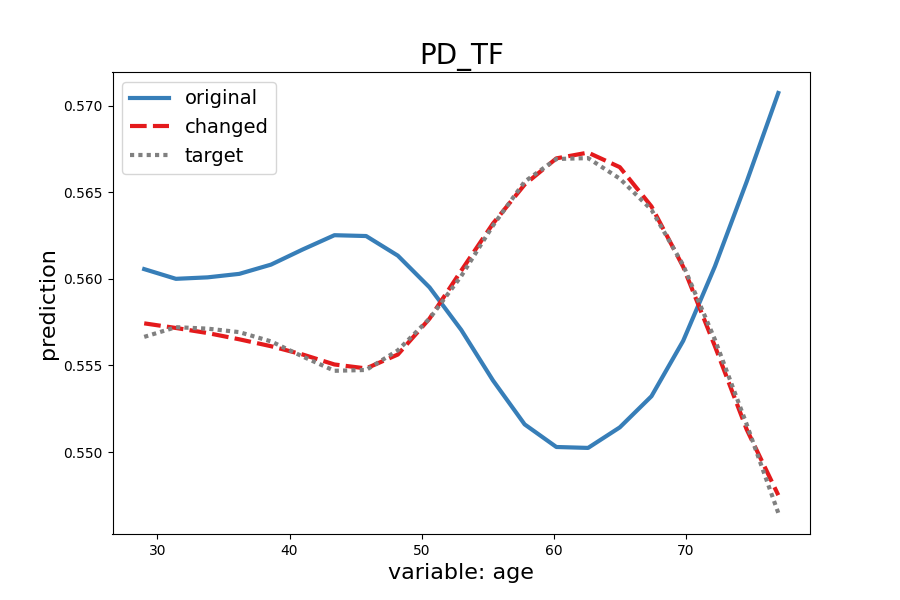 PD_TF
original
changed
target
0.570
0.565
0.560
0.555
0.550
prediction
30 40 50 60 70
variable: age